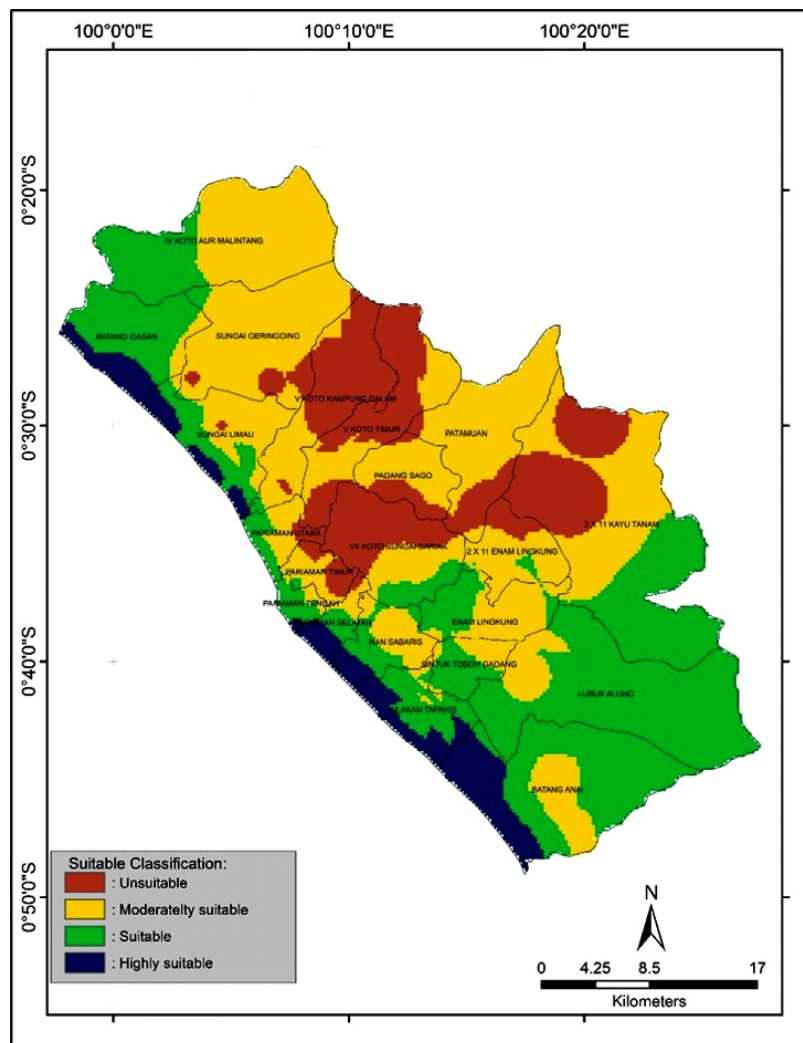 100°0'0"E 100°10'0"E 100°20'0"E
0°20'0"S
0°30'0"S
0°40'0"S
0°50'0"S
IV KOTO AUR MALINTANG
BATANG GASAN
SUNGAI GERINGGING
V KOTO KAMPUNG DALAM
V KOTO TIMUR
PATAMUAN
SUNGAI LIMAU
PADANG SAGO
2 X 11 KAYU TANAM
PARIAMAN UTARA
VII KOTO SUNGAI SARIAK
2 X 11 ENAM LINGKUNG
PARIAMAN TIMUR
PARIAMAN TENGAH
PARIAMAN SELATAN
ENAM LINGKUNG
NAN SABARIS
SINTUK TOBOH GADANG
LUBUK ALUNG
ULAKAN TAPAKIS
BATANG ANAI
Suitable Classification:
: Unsuitable
: Moderatelty suitable
: Suitable
: Highly suitable
N
0 4.25 8.5 17
Kilometers